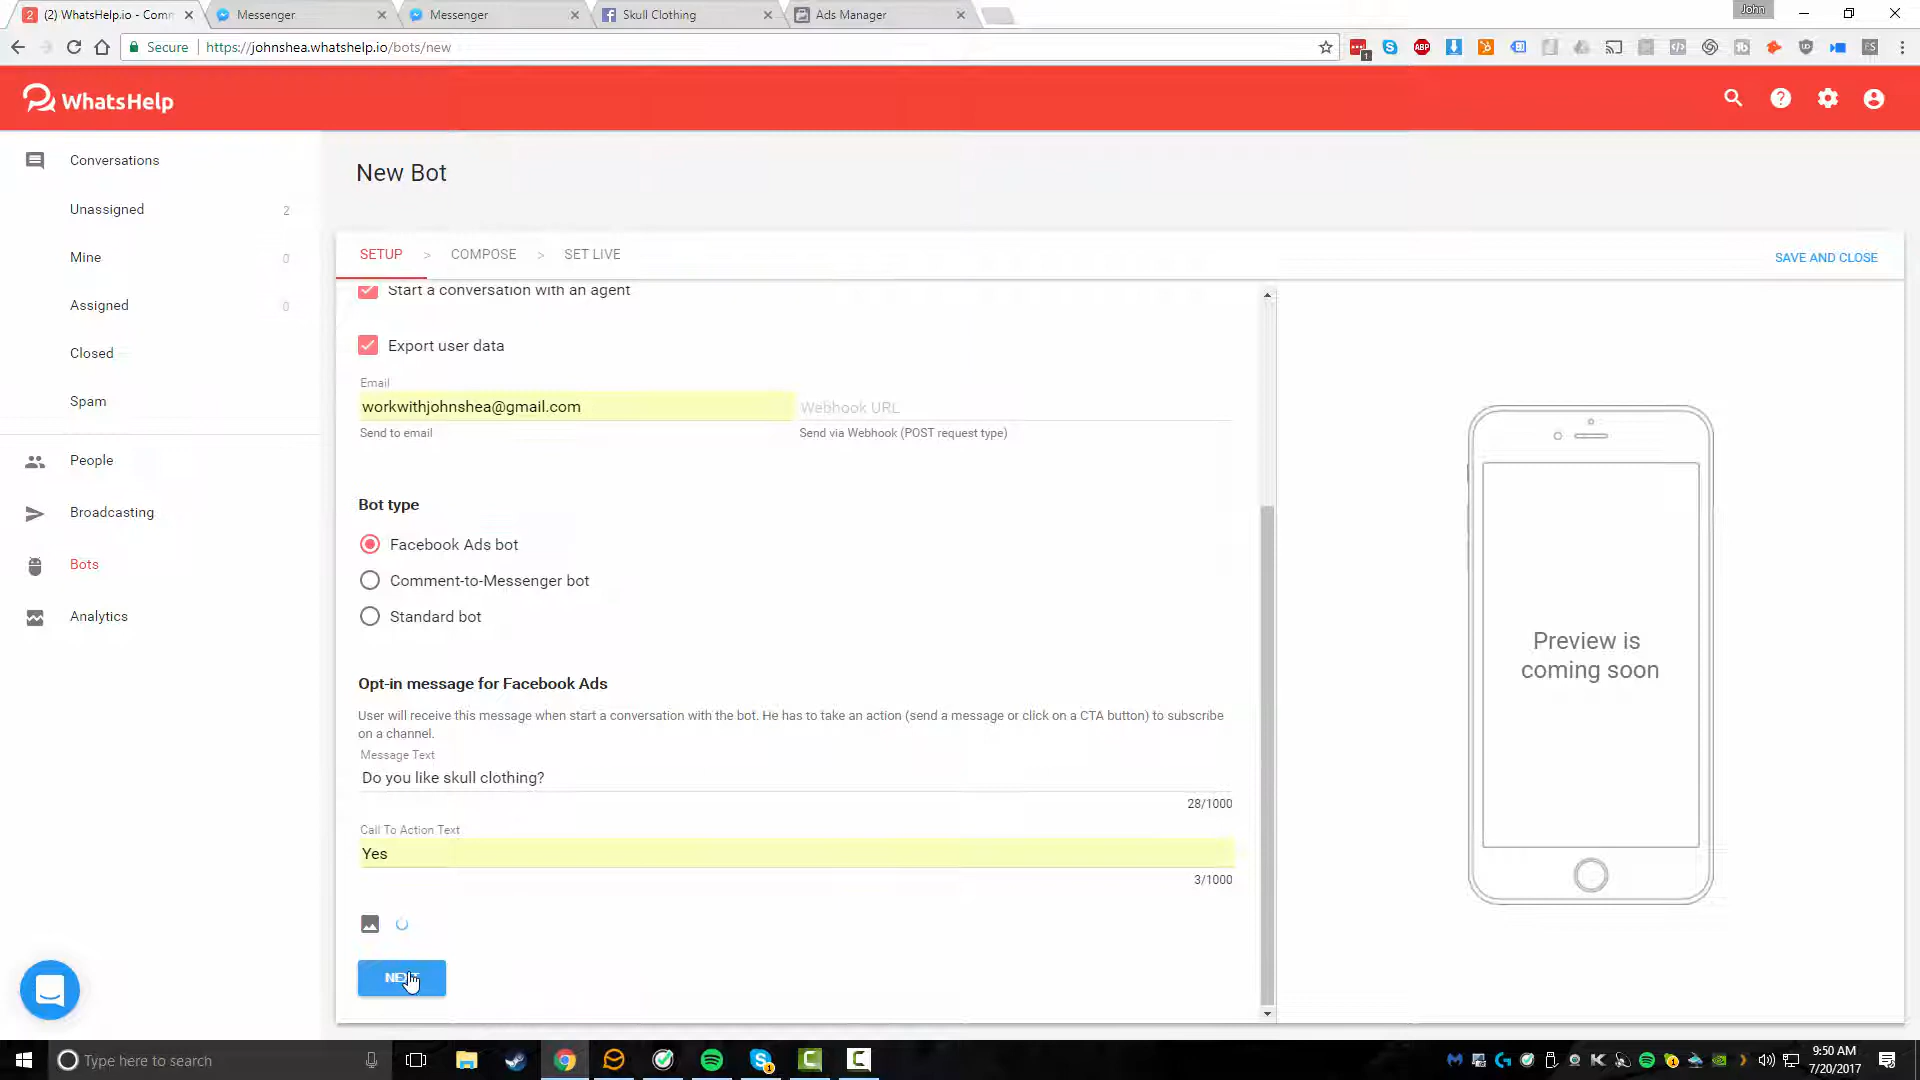 2 (2) WhatsHelp.io - Comm
Messenger
Messenger
Skull Clothing
Ads Manager
John
Secure
https://johnshea.whatshelp.io/bots/new
ABP
1
WhatsHelp
Conversations
Unassigned 2
Mine 0
Assigned 0
Closed
Spam
People
Broadcasting
Bots
Analytics
New Bot
SETUP > COMPOSE > SET LIVE
SAVE AND CLOSE
Start a conversation with an agent
Export user data
Email
workwithjohnshea@gmail.com
Webhook URL
Send to email
Send via Webhook (POST request type)
Bot type
Facebook Ads bot
Comment-to-Messenger bot
Standard bot
Opt-in message for Facebook Ads
User will receive this message when start a conversation with the bot. He has to take an action (send a message or click on a CTA button) to subscribe
on a channel.
Message Text
Do you like skull clothing?
28/1000
Call To Action Text
Yes
3/1000
NEXT
Preview is
coming soon
Type here to search
9:50 AM
7/20/2017